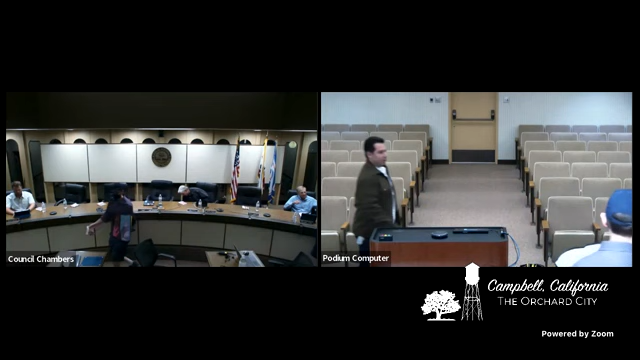 Council Chambers
Podium Computer
Campbell, California
THE ORCHARD CITY
Powered by Zoom